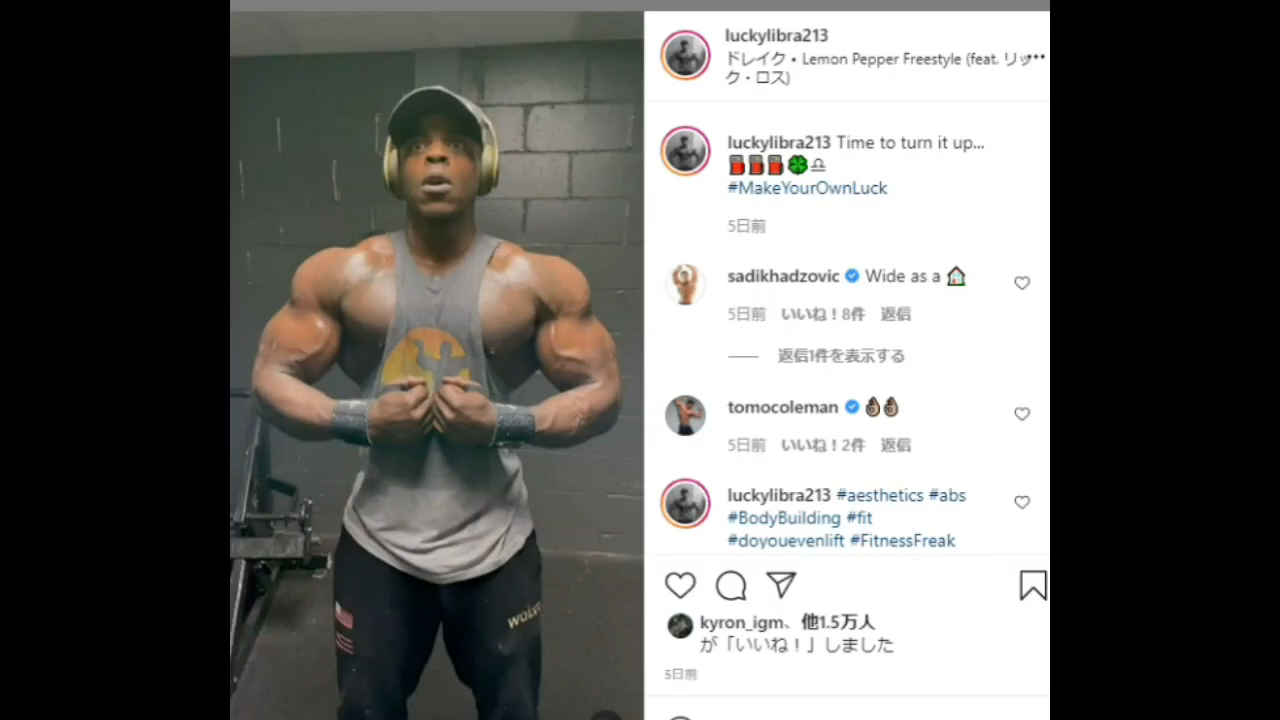 luckylibra213
ドレイク • Lemon Pepper Freestyle (feat. リッ
ク・ロス)
luckylibra213 Time to turn it up...
⛽⛽⛽🍀♎
#MakeYourOwnLuck
5日前
sadikhadzovic Wide as a 🏠
5日前 いいね！8件 返信
返信1件を表示する
tomocoleman 👌🏽👌🏽
5日前 いいね！2件 返信
luckylibra213 #aesthetics #abs
#BodyBuilding #fit
#doyouevenlift #FitnessFreak
kyron_igm、他1.5万人
が「いいね！」しました
5日前